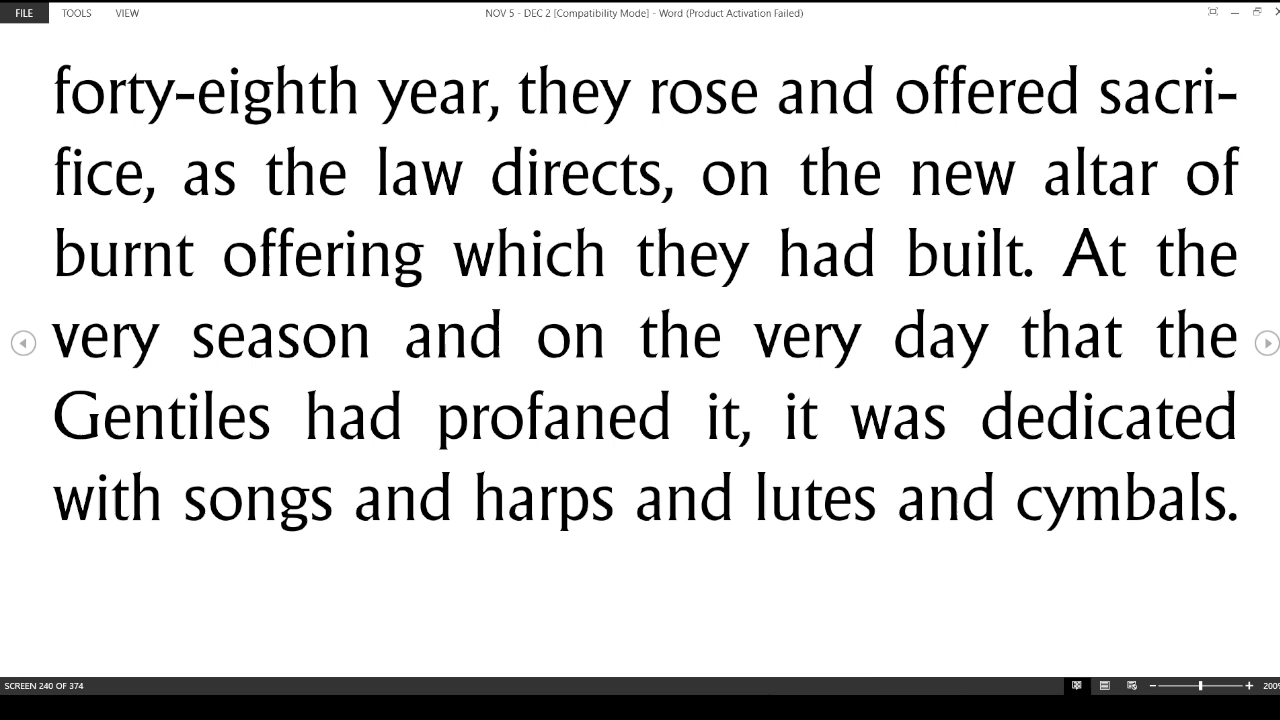 FILE TOOLS VIEW NOV 5 - DEC 2 [Compatibility Mode] - Word (Product Activation Failed)
forty-eighth year, they rose and offered sacri-
fice, as the law directs, on the new altar of
burnt offering which they had built. At the
very season and on the very day that the
Gentiles had profaned it, it was dedicated
with songs and harps and lutes and cymbals.
SCREEN 240 OF 374 200%